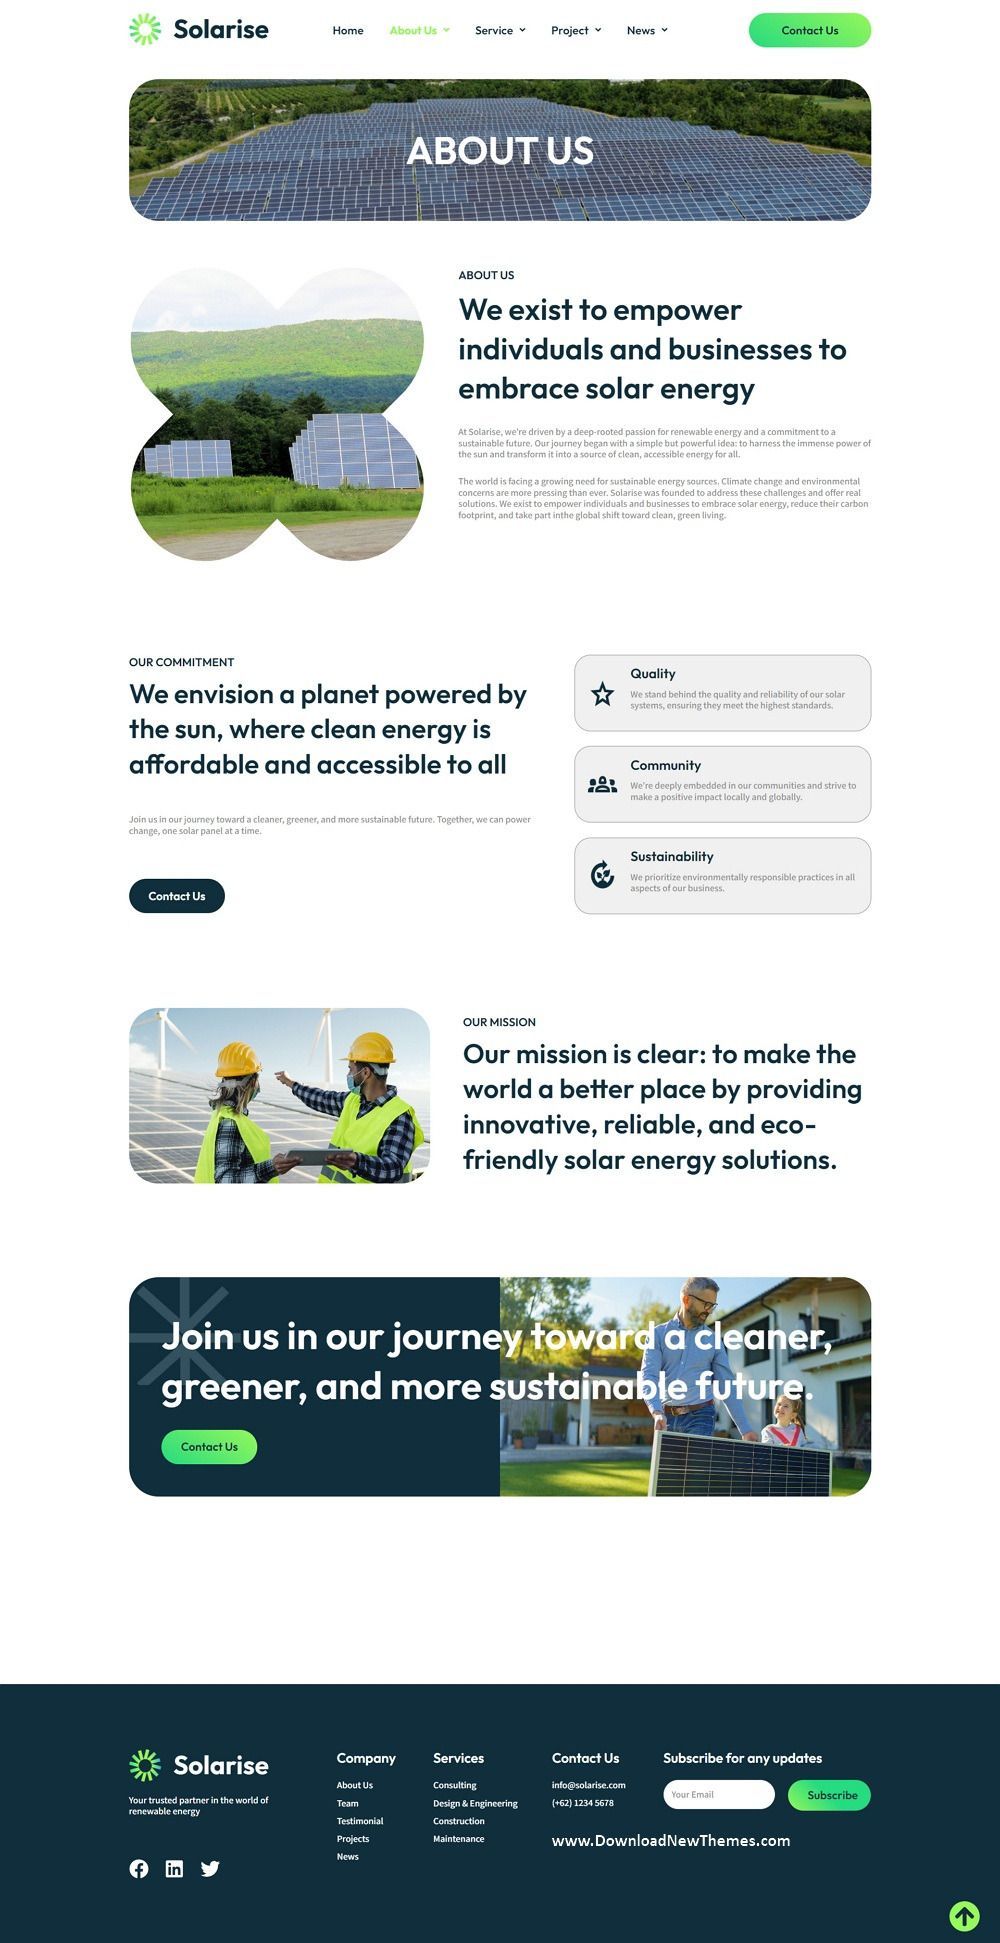 Solarise
Home
About Us
Service
Project
News
Contact Us
ABOUT US
ABOUT US
We exist to empower
individuals and businesses to
embrace solar energy
At Solarise, we're driven by a deep-rooted passion for renewable energy and a commitment to a
sustainable future. Our journey began with a simple but powerful idea: to harness the immense power of
the sun and transform it into a source of clean, accessible energy for all.
The world is facing a growing need for sustainable energy sources. Climate change and environmental
concerns are more pressing than ever. Solarise was founded to address these challenges and offer real
solutions. We exist to empower individuals and businesses to embrace solar energy, reduce their carbon
footprint, and take part inthe global shift toward clean, green living.
OUR COMMITMENT
We envision a planet powered by
the sun, where clean energy is
affordable and accessible to all
Join us in our journey toward a cleaner, greener, and more sustainable future. Together, we can power
change, one solar panel at a time.
Contact Us
Quality
We stand behind the quality and reliability of our solar
systems, ensuring they meet the highest standards.
Community
We're deeply embedded in our communities and strive to
make a positive impact locally and globally.
Sustainability
We prioritize environmentally responsible practices in all
aspects of our business.
OUR MISSION
Our mission is clear: to make the
world a better place by providing
innovative, reliable, and eco-
friendly solar energy solutions.
Join us in our journey toward a cleaner,
greener, and more sustainable future.
Contact Us
Solarise
Your trusted partner in the world of
renewable energy
Company
About Us
Team
Testimonial
Projects
News
Services
Consulting
Design & Engineering
Construction
Maintenance
Contact Us
info@solarise.com
(+62) 1234 5678
Subscribe for any updates
Your Email
Subscribe
www.DownloadNewThemes.com